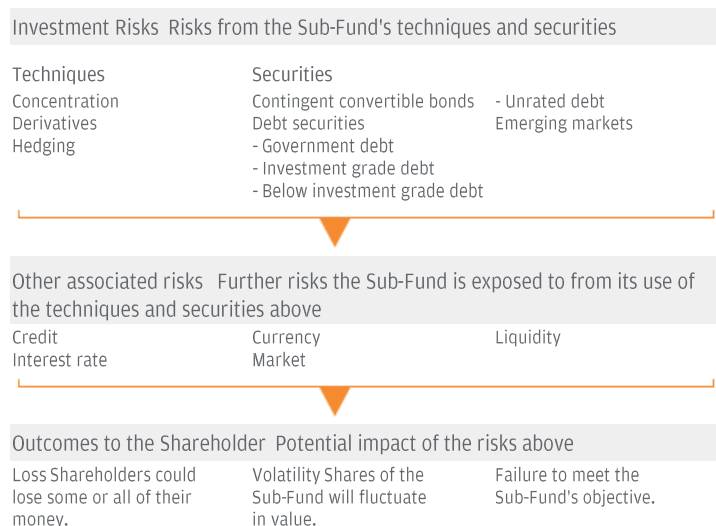 Investment Risks Risks from the Sub-Fund's techniques and securities
Techniques
Concentration
Derivatives
Hedging
Securities
Contingent convertible bonds
Debt securities
- Government debt
- Investment grade debt
- Below investment grade debt
- Unrated debt
Emerging markets
Other associated risks Further risks the Sub-Fund is exposed to from its use of
the techniques and securities above
Credit
Interest rate
Currency
Market
Liquidity
Outcomes to the Shareholder Potential impact of the risks above
Loss Shareholders could
lose some or all of their
money.
Volatility Shares of the
Sub-Fund will fluctuate
in value.
Failure to meet the
Sub-Fund's objective.